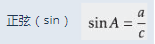 正弦（sin） sin A = a/c